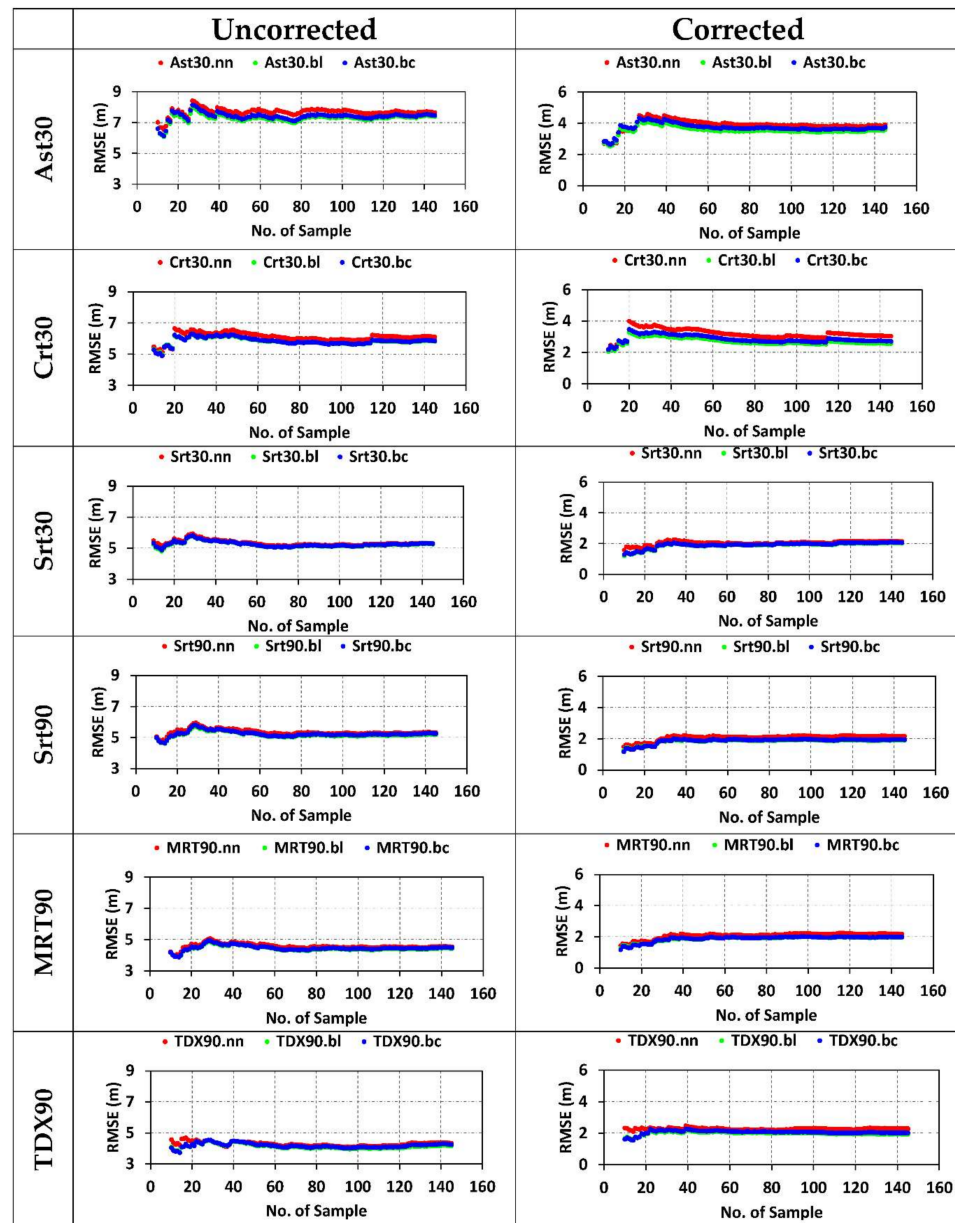 Uncorrected
Corrected
Ast30
Ast30.nn Ast30.bl Ast30.bc
RMSE (m)
9
7
5
3
0 20 40 60 80 100 120 140 160
No. of Sample
Ast30.nn Ast30.bl Ast30.bc
RMSE (m)
6
4
2
0
0 20 40 60 80 100 120 140 160
No. of Sample
Crt30
Crt30.nn Crt30.bl Crt30.bc
RMSE (m)
9
7
5
3
0 20 40 60 80 100 120 140 160
No. of Sample
Crt30.nn Crt30.bl Crt30.bc
RMSE (m)
6
4
2
0
0 20 40 60 80 100 120 140 160
No. of Sample
Srt30
Srt30.nn Srt30.bl Srt30.bc
RMSE (m)
9
7
5
3
0 20 40 60 80 100 120 140 160
No. of Sample
Srt30.nn Srt30.bl Srt30.bc
RMSE (m)
6
4
2
0
0 20 40 60 80 100 120 140 160
No. of Sample
Srt90
Srt90.nn Srt90.bl Srt90.bc
RMSE (m)
9
7
5
3
0 20 40 60 80 100 120 140 160
No. of Sample
Srt90.nn Srt90.bl Srt90.bc
RMSE (m)
6
4
2
0
0 20 40 60 80 100 120 140 160
No. of Sample
MRT90
MRT90.nn MRT90.bl MRT90.bc
RMSE (m)
9
7
5
3
0 20 40 60 80 100 120 140 160
No. of Sample
MRT90.nn MRT90.bl MRT90.bc
RMSE (m)
6
4
2
0
0 20 40 60 80 100 120 140 160
No. of Sample
TDX90
TDX90.nn TDX90.bl TDX90.bc
RMSE (m)
9
7
5
3
0 20 40 60 80 100 120 140 160
No. of Sample
TDX90.nn TDX90.bl TDX90.bc
RMSE (m)
6
4
2
0
0 20 40 60 80 100 120 140 160
No. of Sample